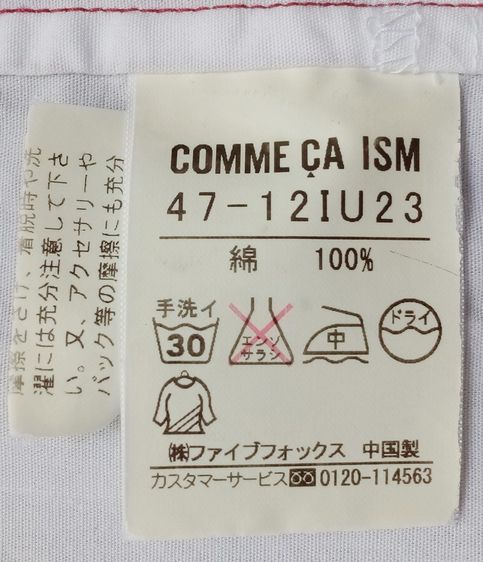 COMME ÇA ISM
47-12IU23
綿 100%
手洗イ
30
エンソ
サラシ
中
ドライ
㈱ファイブフォックス 中国製
カスタマーサービス 0120-114563
摩擦をさけ、着脱時や洗
濯には充分注意して下さ
い。又、アクセサリーや
バック等の摩擦にも充分